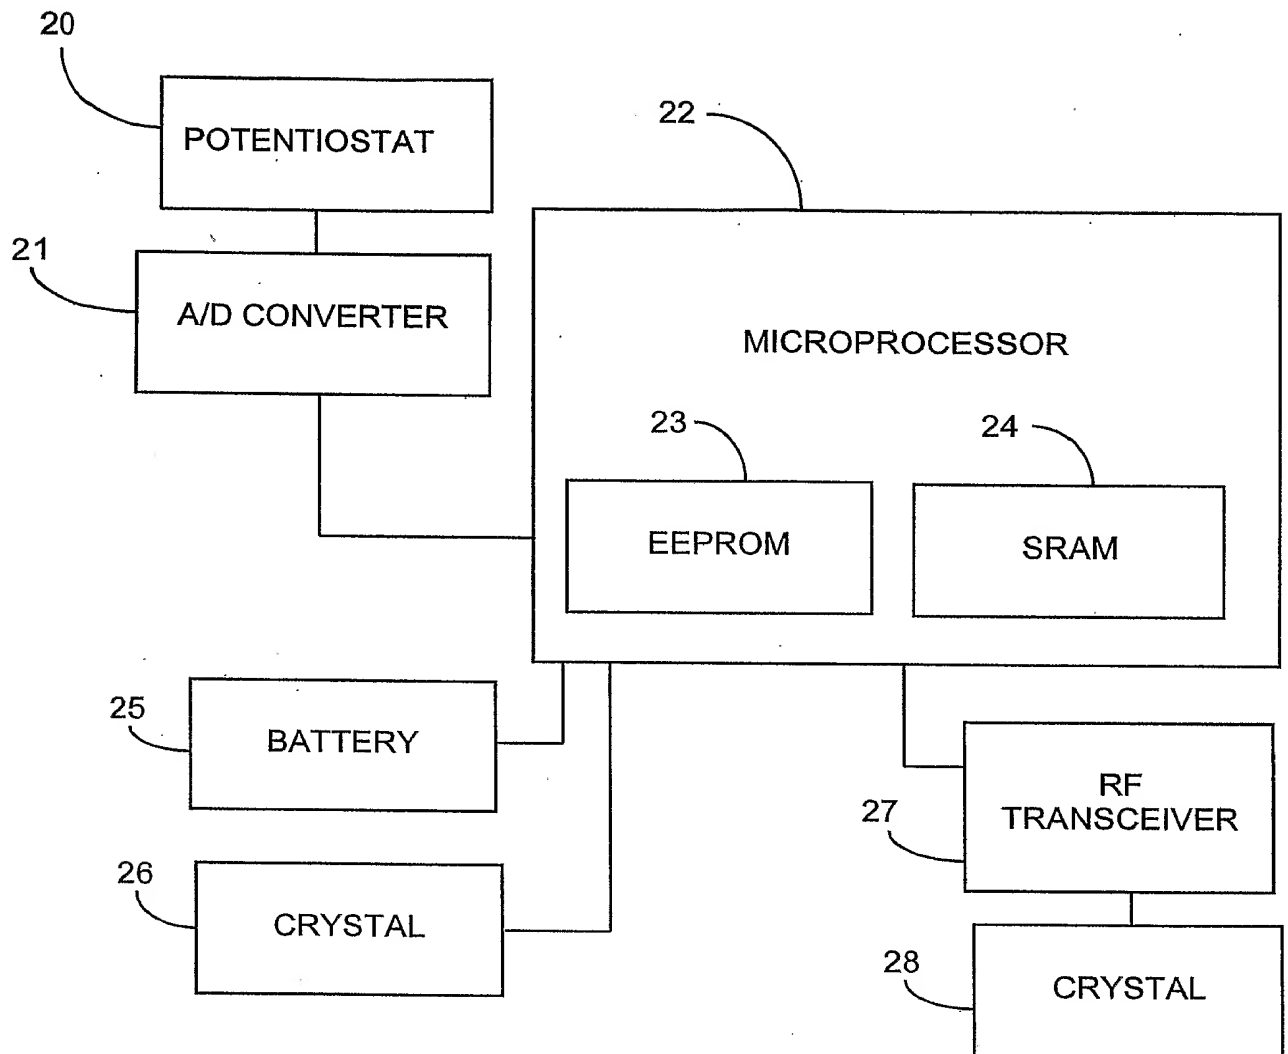 20
POTENTIOSTAT
22
21
A/D CONVERTER
MICROPROCESSOR
23
24
EEPROM
SRAM
25
BATTERY
RF
TRANSCEIVER
27
26
CRYSTAL
28
CRYSTAL